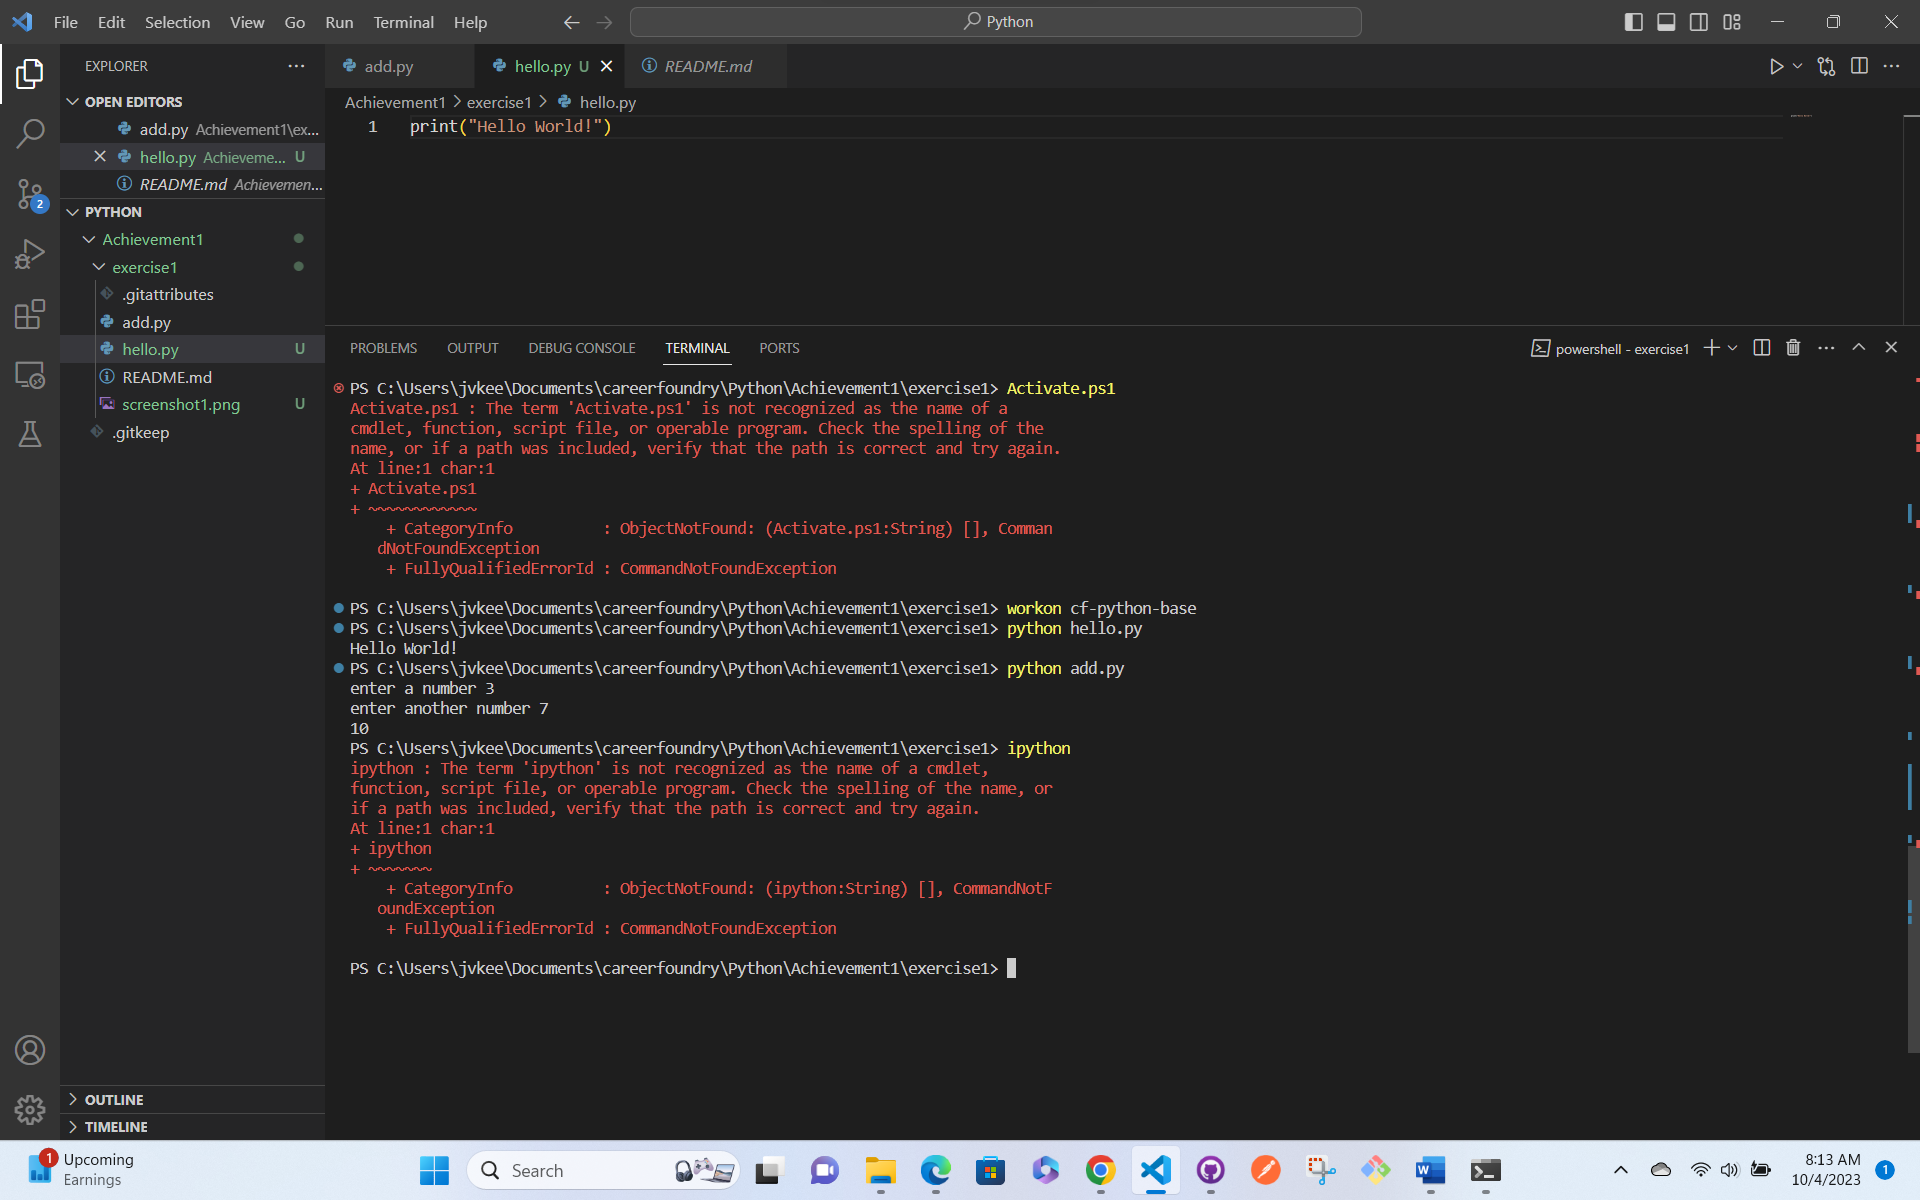 File Edit Selection View Go Run Terminal Help
Python
EXPLORER
OPEN EDITORS
add.py Achievement1\ex...
hello.py Achieveme... U
README.md Achievemen...
2
PYTHON
Achievement1
exercise1
.gitattributes
add.py
hello.py U
README.md
screenshot1.png U
.gitkeep
OUTLINE
TIMELINE
add.py
hello.py U
README.md
Achievement1 > exercise1 > hello.py
1 print("Hello World!")
PROBLEMS OUTPUT DEBUG CONSOLE TERMINAL PORTS
powershell - exercise1
PS C:\Users\jvkee\Documents\careerfoundry\Python\Achievement1\exercise1> Activate.ps1
Activate.ps1 : The term 'Activate.ps1' is not recognized as the name of a
cmdlet, function, script file, or operable program. Check the spelling of the
name, or if a path was included, verify that the path is correct and try again.
At line:1 char:1
+ Activate.ps1
+ ~~~~~~~~~~~~
+ CategoryInfo : ObjectNotFound: (Activate.ps1:String) [], Comman
dNotFoundException
+ FullyQualifiedErrorId : CommandNotFoundException
PS C:\Users\jvkee\Documents\careerfoundry\Python\Achievement1\exercise1> workon cf-python-base
PS C:\Users\jvkee\Documents\careerfoundry\Python\Achievement1\exercise1> python hello.py
Hello World!
PS C:\Users\jvkee\Documents\careerfoundry\Python\Achievement1\exercise1> python add.py
enter a number 3
enter another number 7
10
PS C:\Users\jvkee\Documents\careerfoundry\Python\Achievement1\exercise1> ipython
ipython : The term 'ipython' is not recognized as the name of a cmdlet,
function, script file, or operable program. Check the spelling of the name, or
if a path was included, verify that the path is correct and try again.
At line:1 char:1
+ ipython
+ ~~~~~~~
+ CategoryInfo : ObjectNotFound: (ipython:String) [], CommandNotF
oundException
+ FullyQualifiedErrorId : CommandNotFoundException
PS C:\Users\jvkee\Documents\careerfoundry\Python\Achievement1\exercise1>
1
Upcoming
Earnings
Search
8:13 AM
10/4/2023
1